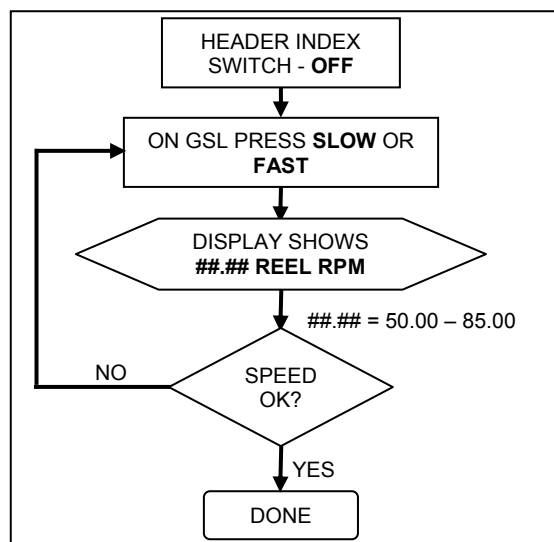 HEADER INDEX
SWITCH - OFF
ON GSL PRESS SLOW OR
FAST
DISPLAY SHOWS
##.## REEL RPM
##.## = 50.00 – 85.00
NO
SPEED
OK?
YES
DONE